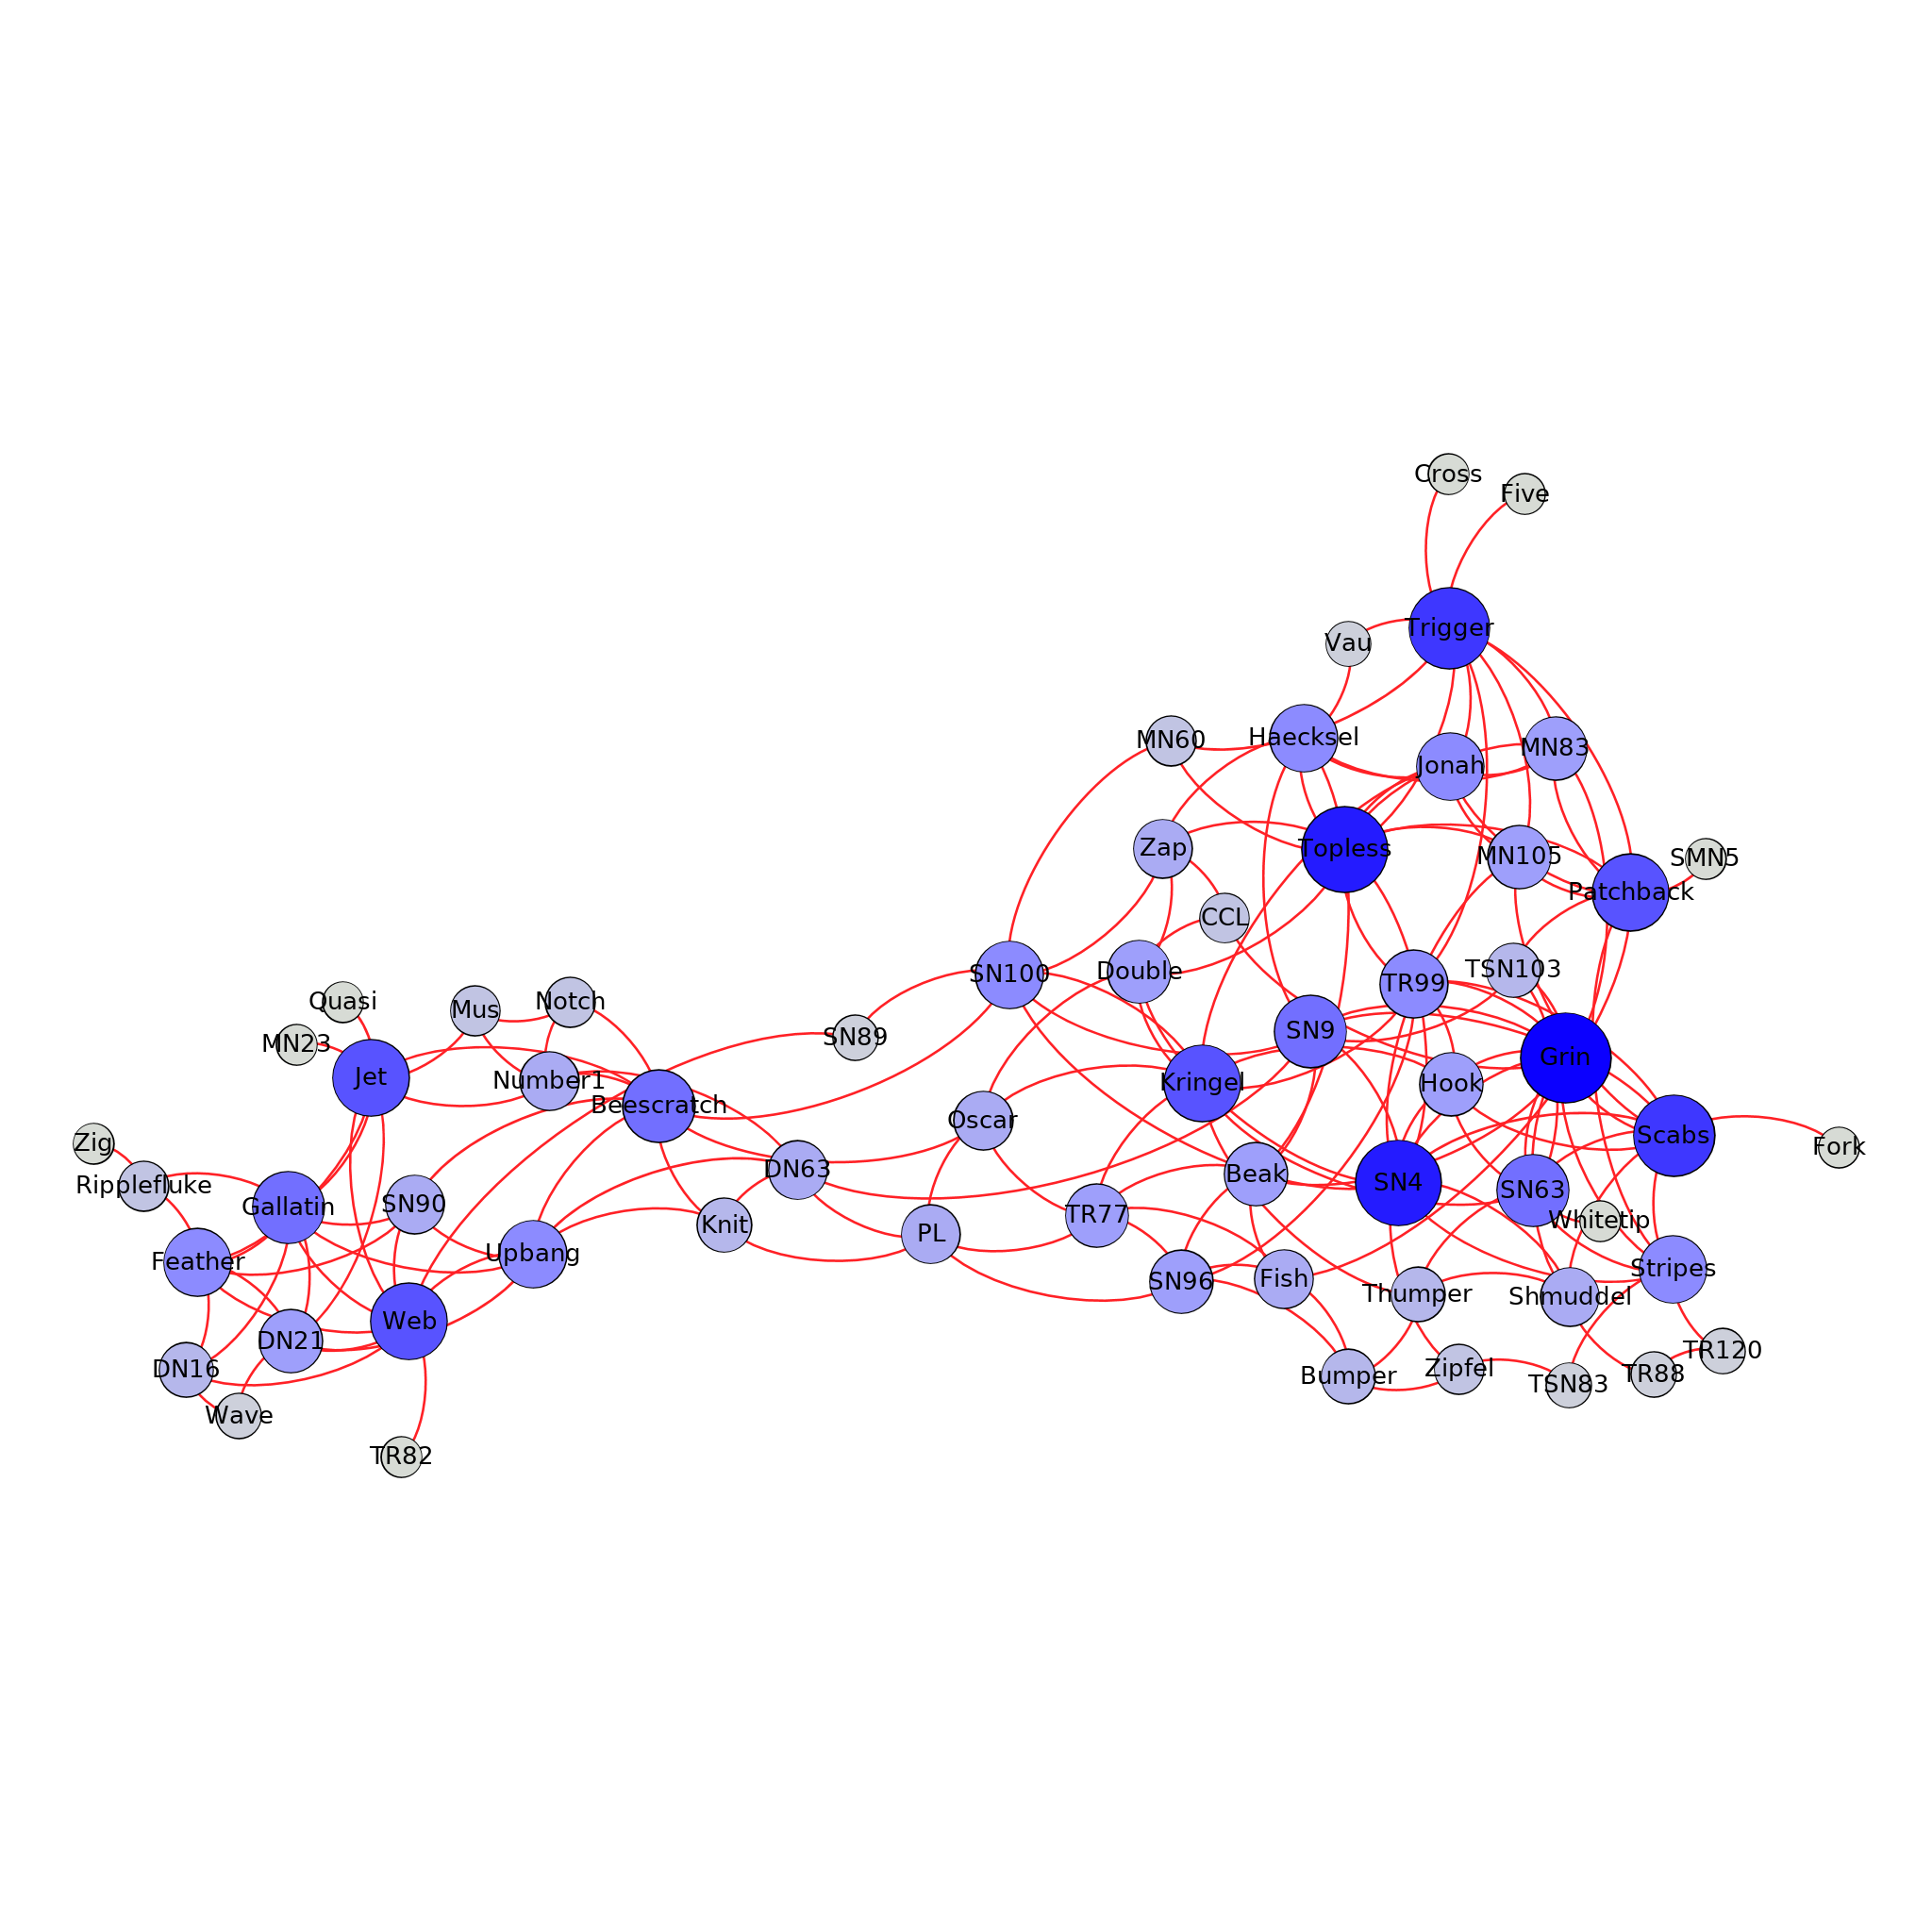 Cross
Five
Trigger
Vau
Haecksel
MN60
MN83
Jonah
Zap
Topless
MN105
SMN5
Patchback
CCL
SN100
Double
TR99
TSN103
Quasi
Mus
Notch
SN89
SN9
MN23
Jet
Number1
Kringel
Hook
Grin
Beescratch
Oscar
Scabs
Zig
Fork
Ripplefluke
DN63
Beak
SN4
SN63
Gallatin
SN90
Knit
TR77
Whitetip
PL
Feather
Upbang
SN96
Fish
Stripes
Thumper
Shmuddel
Web
DN21
TR120
DN16
Bumper
Zipfel
TR88
TSN83
Wave
TR82